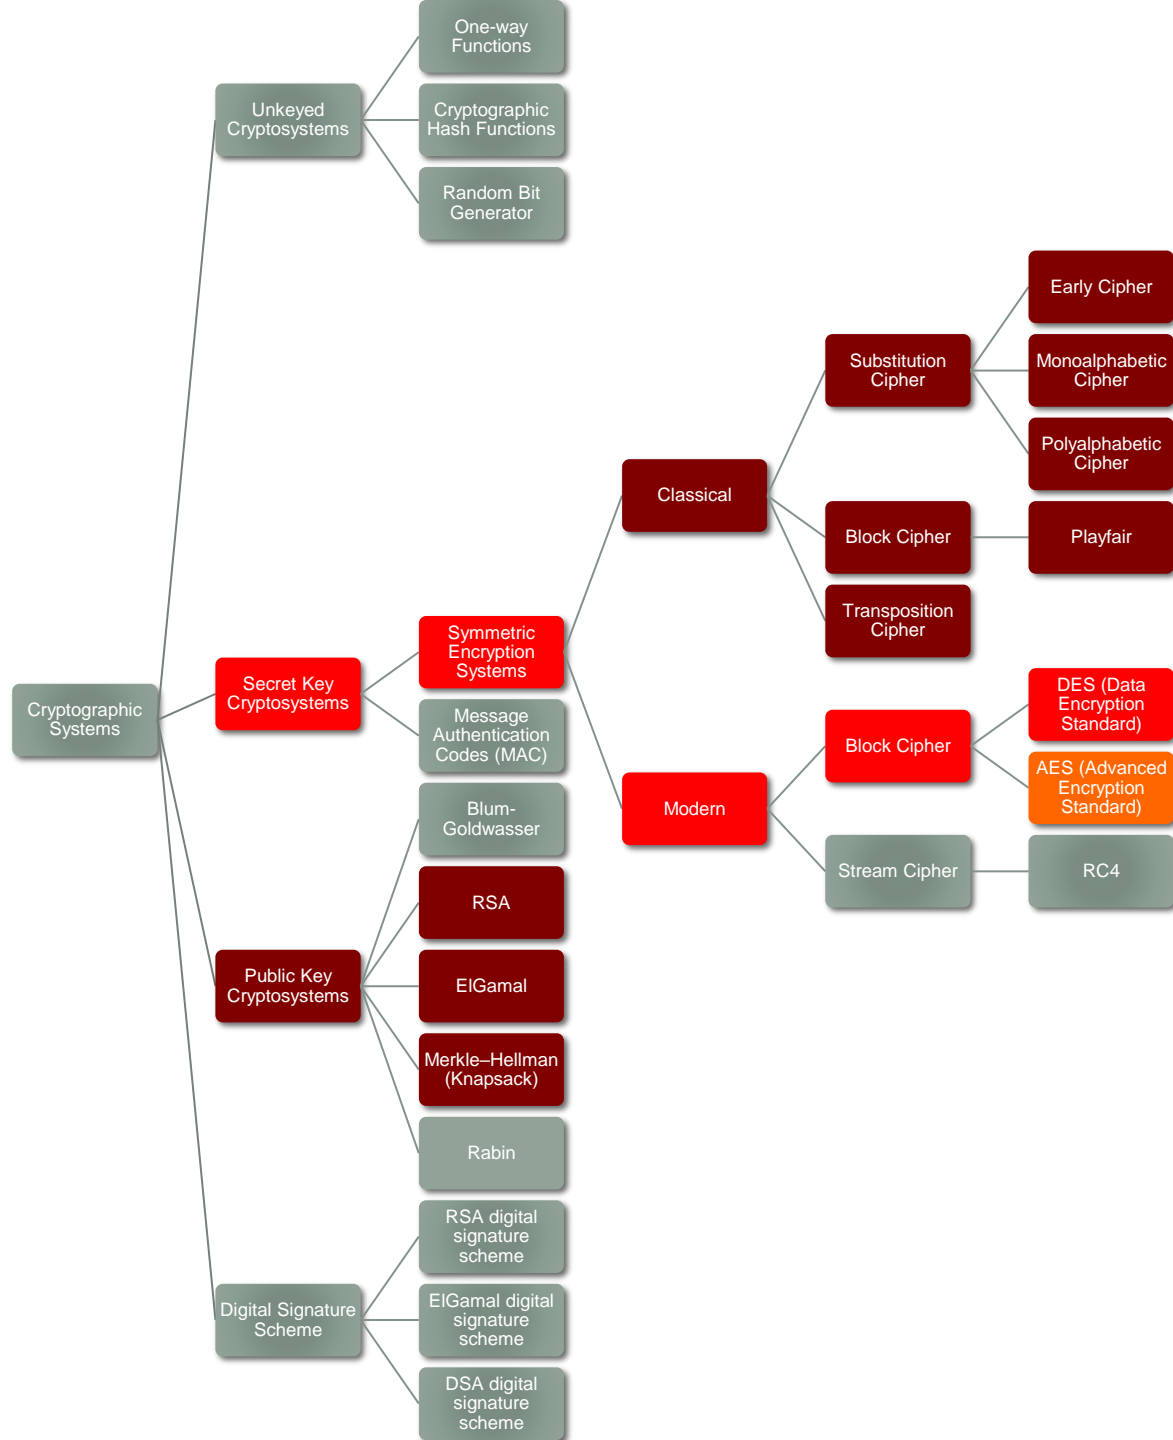 One-way
Functions
Unkeyed
Cryptosystems
Cryptographic
Hash Functions
Random Bit
Generator
Early Cipher
Substitution
Cipher
Monoalphabetic
Cipher
Polyalphabetic
Cipher
Classical
Block Cipher
Playfair
Transposition
Cipher
Symmetric
Encryption
Systems
Secret Key
Cryptosystems
Cryptographic
Systems
Message
Authentication
Codes (MAC)
DES (Data
Encryption
Standard)
Block Cipher
AES (Advanced
Encryption
Standard)
Modern
Stream Cipher
RC4
Blum-
Goldwasser
RSA
Public Key
Cryptosystems
ElGamal
Merkle–Hellman
(Knapsack)
Rabin
RSA digital
signature
scheme
Digital Signature
Scheme
ElGamal digital
signature
scheme
DSA digital
signature
scheme